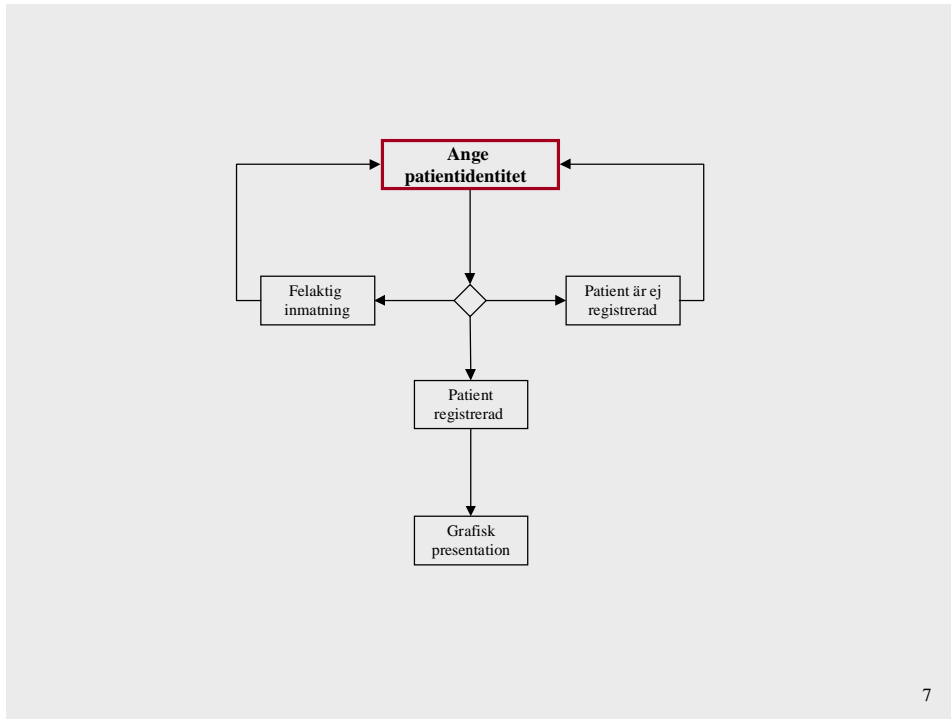 Ange
patientidentitet
Felaktig
inmatning
Patient är ej
registrerad
Patient
registrerad
Grafisk
presentation
7